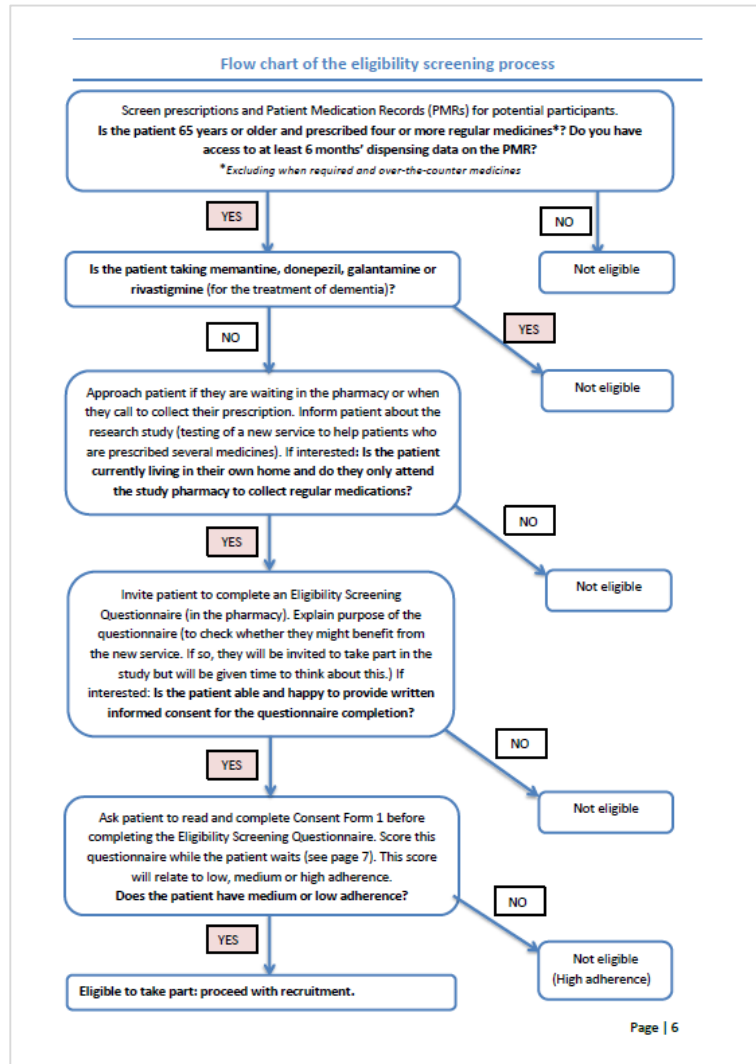 Flow chart of the eligibility screening process
Screen prescriptions and Patient Medication Records (PMRs) for potential participants.
Is the patient 65 years or older and prescribed four or more regular medicines*? Do you have
access to at least 6 months' dispensing data on the PMR?
*Excluding when required and over-the-counter medicines
YES
NO
Is the patient taking memantine, donepezil, galantamine or
rivastigmine (for the treatment of dementia)?
Not eligible
NO
YES
Not eligible
Approach patient if they are waiting in the pharmacy or when
they call to collect their prescription. Inform patient about the
research study (testing of a new service to help patients who
are prescribed several medicines). If interested: Is the patient
currently living in their own home and do they only attend
the study pharmacy to collect regular medications?
YES
NO
Not eligible
Invite patient to complete an Eligibility Screening
Questionnaire (in the pharmacy). Explain purpose of the
questionnaire (to check whether they might benefit from
the new service. If so, they will be invited to take part in the
study but will be given time to think about this.) If
interested: Is the patient able and happy to provide written
informed consent for the questionnaire completion?
YES
NO
Not eligible
Ask patient to read and complete Consent Form 1 before
completing the Eligibility Screening Questionnaire. Score this
questionnaire while the patient waits (see page 7). This score
will relate to low, medium or high adherence.
Does the patient have medium or low adherence?
YES
NO
Not eligible
(High adherence)
Eligible to take part: proceed with recruitment.
Page | 6